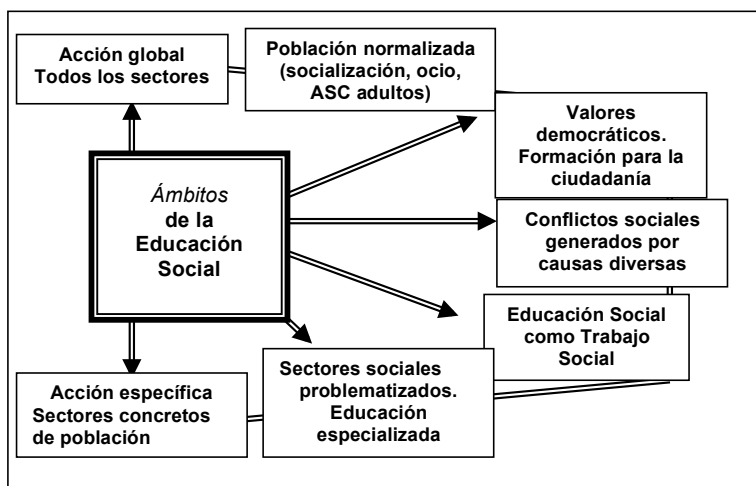 Acción global
Todos los sectores
Población normalizada
(socialización, ocio,
ASC adultos)
Valores
democráticos.
Formación para la
ciudadanía
Ámbitos
de la
Educación
Social
Conflictos sociales
generados por
causas diversas
Educación Social
como Trabajo
Social
Sectores sociales
problematizados.
Educación
especializada
Acción específica
Sectores concretos
de población